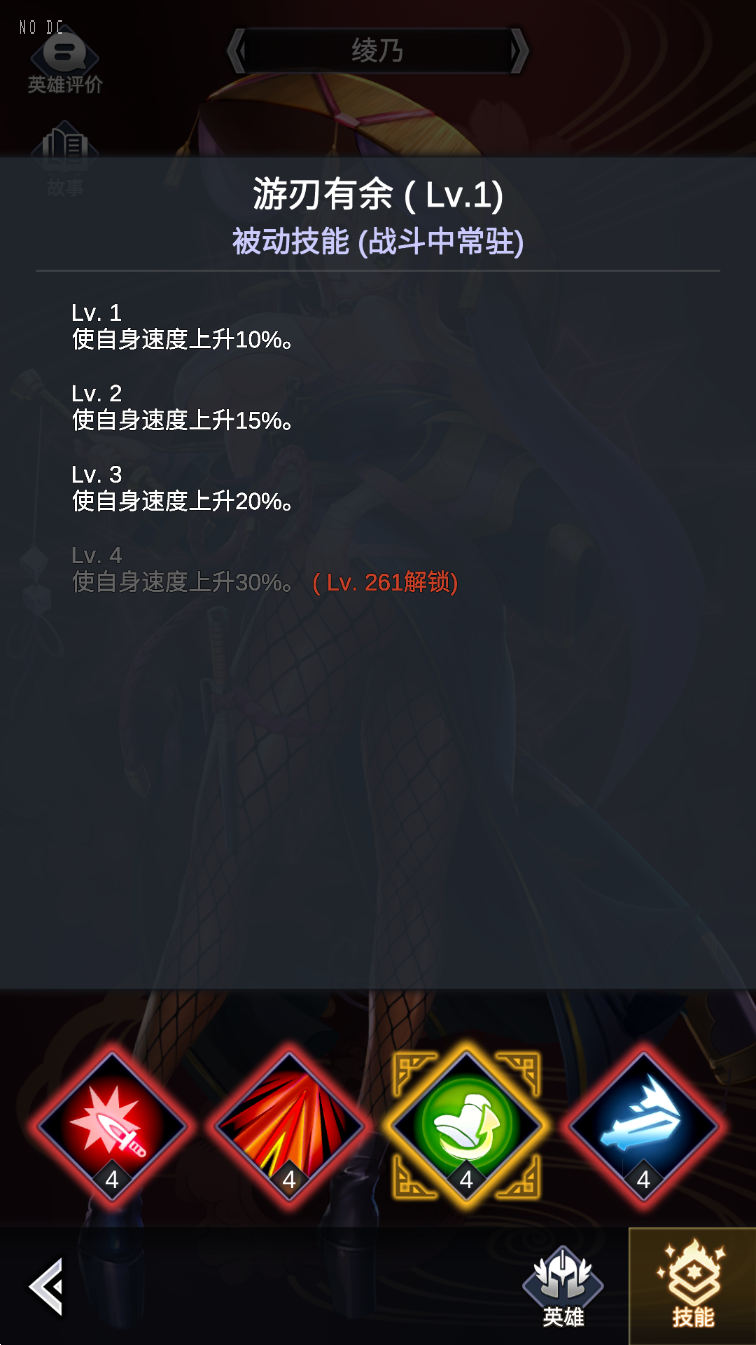 NO DC
绫乃
英雄评价
故事
游刃有余 ( Lv.1)
被动技能 (战斗中常驻)
Lv. 1
使自身速度上升10%。
Lv. 2
使自身速度上升15%。
Lv. 3
使自身速度上升20%。
Lv. 4
使自身速度上升30%。 ( Lv. 261解锁)
4
4
4
4
英雄
技能